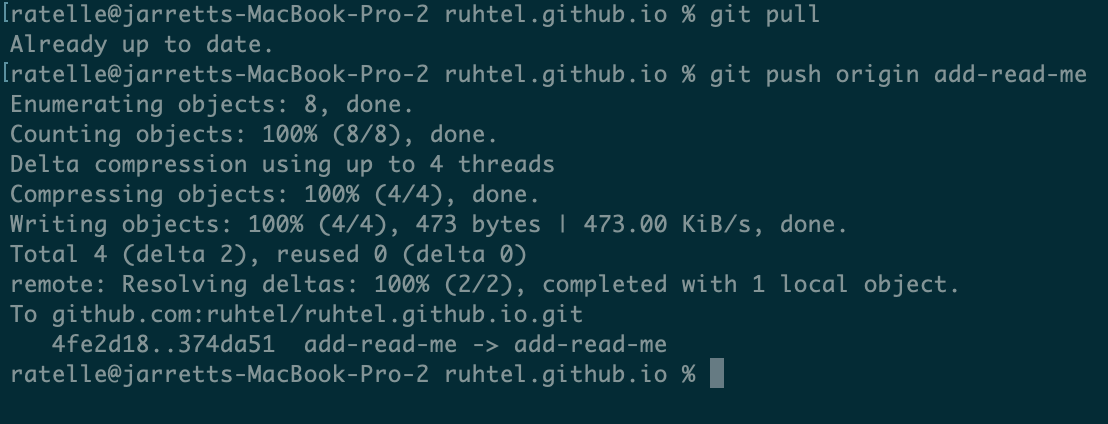 [ratelle@jarretts-MacBook-Pro-2 ruhtel.github.io % git pull
Already up to date.
[ratelle@jarretts-MacBook-Pro-2 ruhtel.github.io % git push origin add-read-me
Enumerating objects: 8, done.
Counting objects: 100% (8/8), done.
Delta compression using up to 4 threads
Compressing objects: 100% (4/4), done.
Writing objects: 100% (4/4), 473 bytes | 473.00 KiB/s, done.
Total 4 (delta 2), reused 0 (delta 0)
remote: Resolving deltas: 100% (2/2), completed with 1 local object.
To github.com:ruhtel/ruhtel.github.io.git
   4fe2d18..374da51  add-read-me -> add-read-me
ratelle@jarretts-MacBook-Pro-2 ruhtel.github.io %